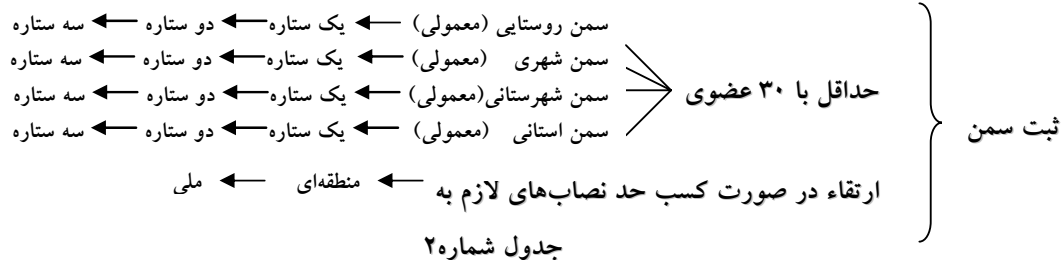 سمن روستایی (معمولی) ← یک ستاره ← دو ستاره ← سه ستاره
سمن شهری (معمولی) ← یک ستاره ← دو ستاره ← سه ستاره
حداقل با ۳۰ عضوی
سمن شهرستانی(معمولی) ← یک ستاره ← دو ستاره ← سه ستاره
ثبت سمن
سمن استانی (معمولی) ← یک ستاره ← دو ستاره ← سه ستاره
ارتقاء در صورت کسب حد نصاب‌های لازم به ← منطقه‌ای ← ملی
جدول شماره۲